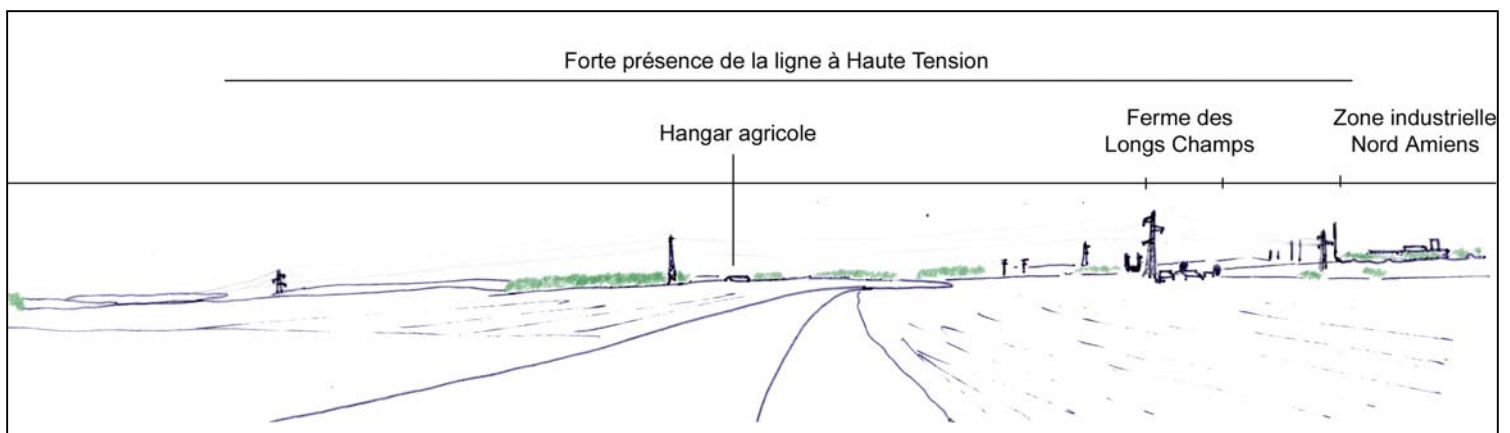 Forte présence de la ligne à Haute Tension
Hangar agricole
Ferme des
Longs Champs
Zone industrielle
Nord Amiens